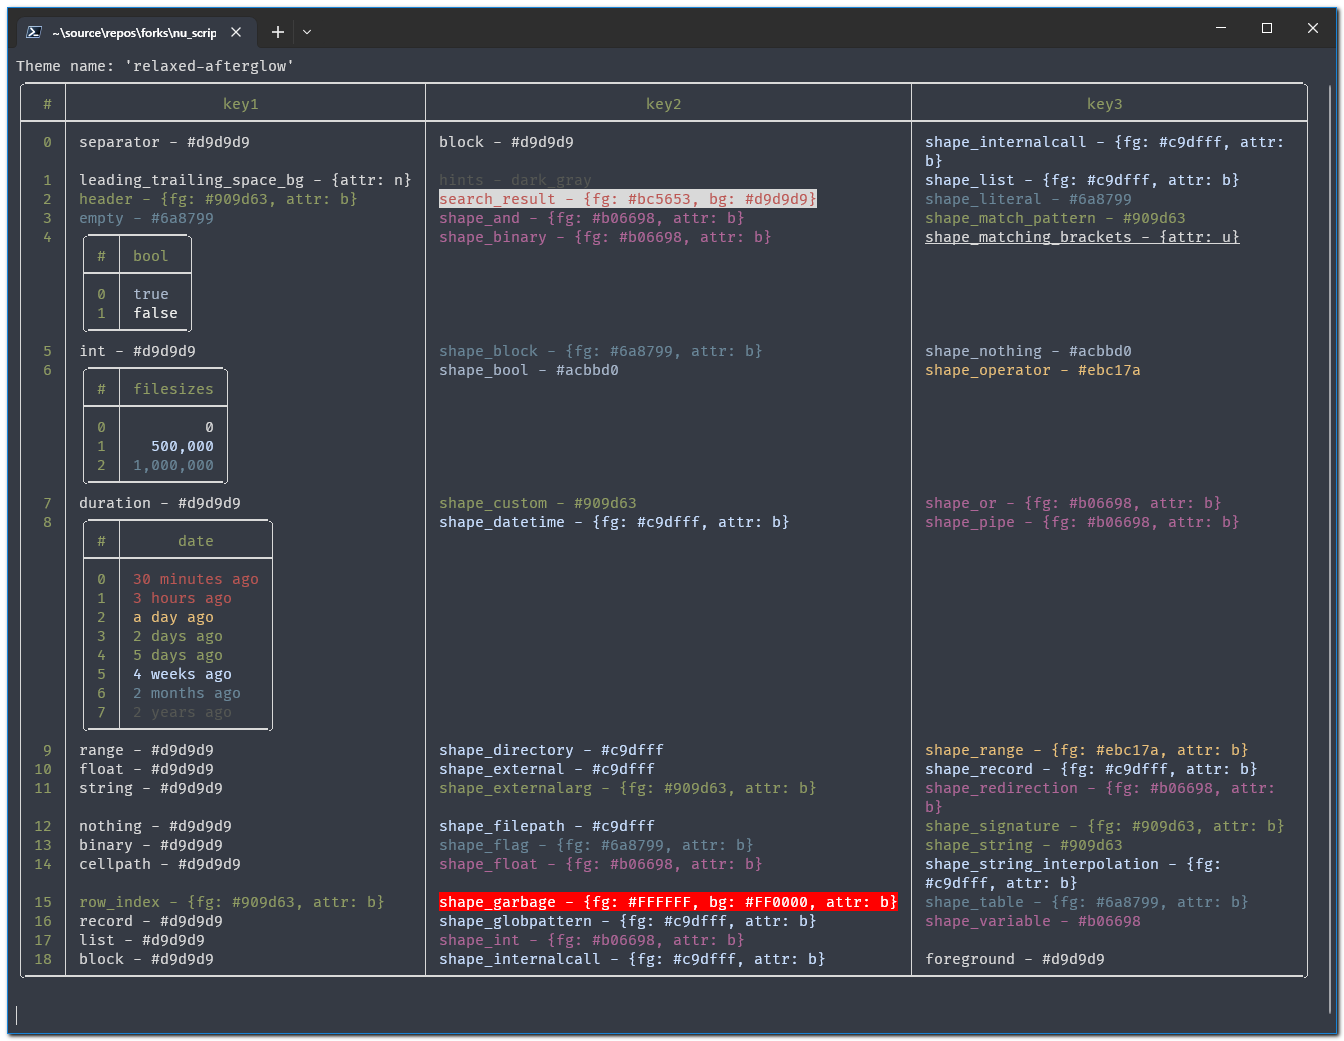 ~\source\repos\forks\nu_scrip
Theme name: 'relaxed-afterglow'
# key1 key2 key3
0 separator - #d9d9d9 block - #d9d9d9 shape_internalcall - {fg: #c9dfff, attr:
b}
1 leading_trailing_space_bg - {attr: n} hints - dark_gray shape_list - {fg: #c9dfff, attr: b}
2 header - {fg: #909d63, attr: b} search_result - {fg: #bc5653, bg: #d9d9d9} shape_literal - #6a8799
3 empty - #6a8799 shape_and - {fg: #b06698, attr: b} shape_match_pattern - #909d63
4 shape_binary - {fg: #b06698, attr: b} shape_matching_brackets - {attr: u}
# bool
0 true
1 false
5 int - #d9d9d9 shape_block - {fg: #6a8799, attr: b} shape_nothing - #acbbd0
6 shape_bool - #acbbd0 shape_operator - #ebc17a
# filesizes
0 0
1 500,000
2 1,000,000
7 duration - #d9d9d9 shape_custom - #909d63 shape_or - {fg: #b06698, attr: b}
8 shape_datetime - {fg: #c9dfff, attr: b} shape_pipe - {fg: #b06698, attr: b}
# date
0 30 minutes ago
1 3 hours ago
2 a day ago
3 2 days ago
4 5 days ago
5 4 weeks ago
6 2 months ago
7 2 years ago
9 range - #d9d9d9 shape_directory - #c9dfff shape_range - {fg: #ebc17a, attr: b}
10 float - #d9d9d9 shape_external - #c9dfff shape_record - {fg: #c9dfff, attr: b}
11 string - #d9d9d9 shape_externalarg - {fg: #909d63, attr: b} shape_redirection - {fg: #b06698, attr:
b}
12 nothing - #d9d9d9 shape_filepath - #c9dfff shape_signature - {fg: #909d63, attr: b}
13 binary - #d9d9d9 shape_flag - {fg: #6a8799, attr: b} shape_string - #909d63
14 cellpath - #d9d9d9 shape_float - {fg: #b06698, attr: b} shape_string_interpolation - {fg:
#c9dfff, attr: b}
15 row_index - {fg: #909d63, attr: b} shape_garbage - {fg: #FFFFFF, bg: #FF0000, attr: b} shape_table - {fg: #6a8799, attr: b}
16 record - #d9d9d9 shape_globpattern - {fg: #c9dfff, attr: b} shape_variable - #b06698
17 list - #d9d9d9 shape_int - {fg: #b06698, attr: b}
18 block - #d9d9d9 shape_internalcall - {fg: #c9dfff, attr: b} foreground - #d9d9d9